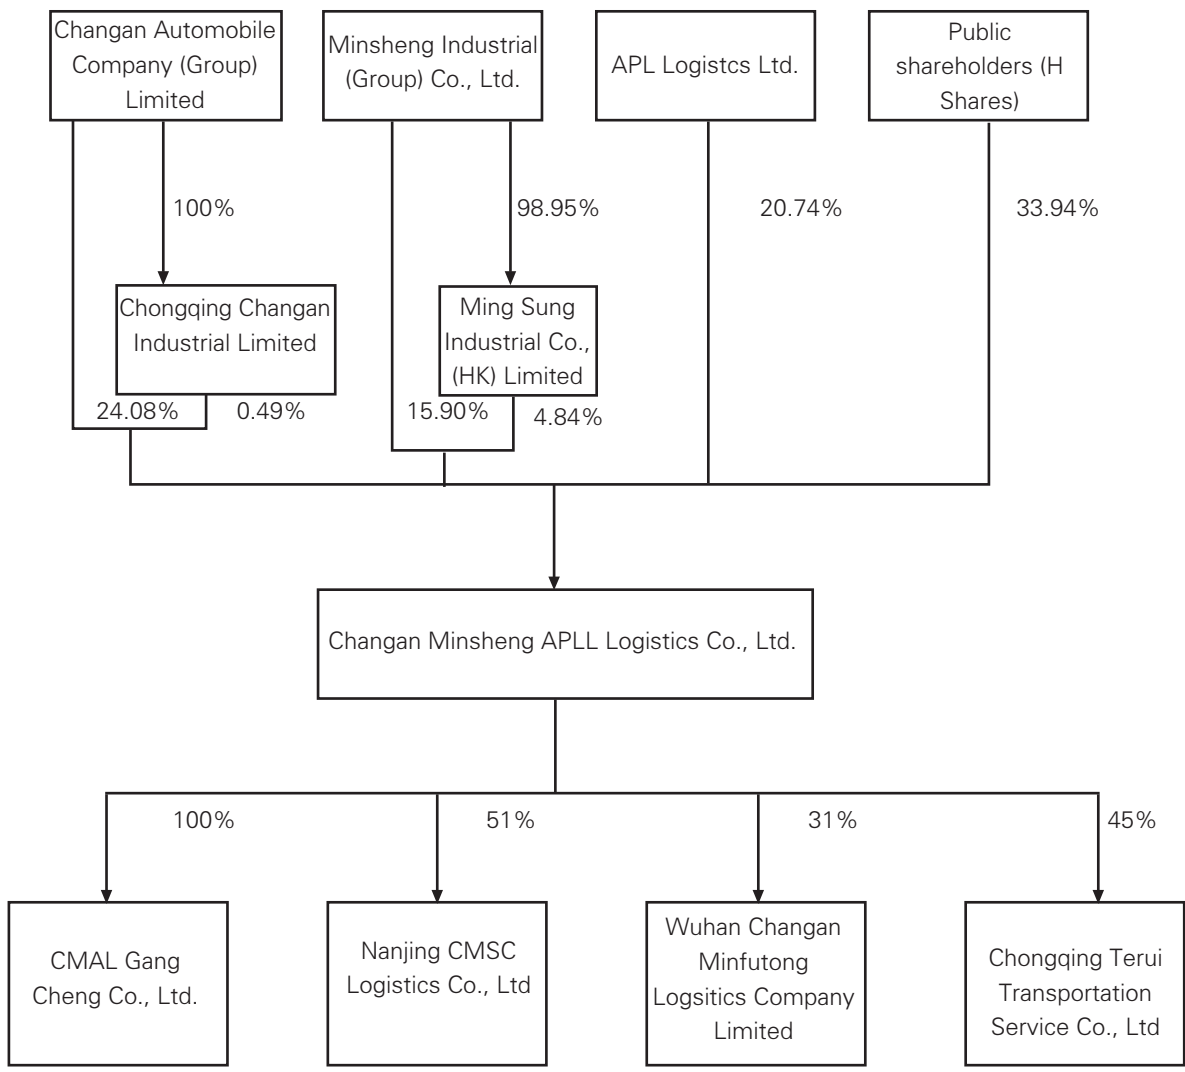 Changan Automobile
Company (Group)
Limited
Minsheng Industrial
(Group) Co., Ltd.
APL Logistcs Ltd.
Public
shareholders (H
Shares)
100%
98.95%
20.74%
33.94%
Chongqing Changan
Industrial Limited
Ming Sung
Industrial Co.,
(HK) Limited
24.08%
0.49%
15.90%
4.84%
Changan Minsheng APLL Logistics Co., Ltd.
100%
51%
31%
45%
CMAL Gang
Cheng Co., Ltd.
Nanjing CMSC
Logistics Co., Ltd
Wuhan Changan
Minfutong
Logsitics Company
Limited
Chongqing Terui
Transportation
Service Co., Ltd